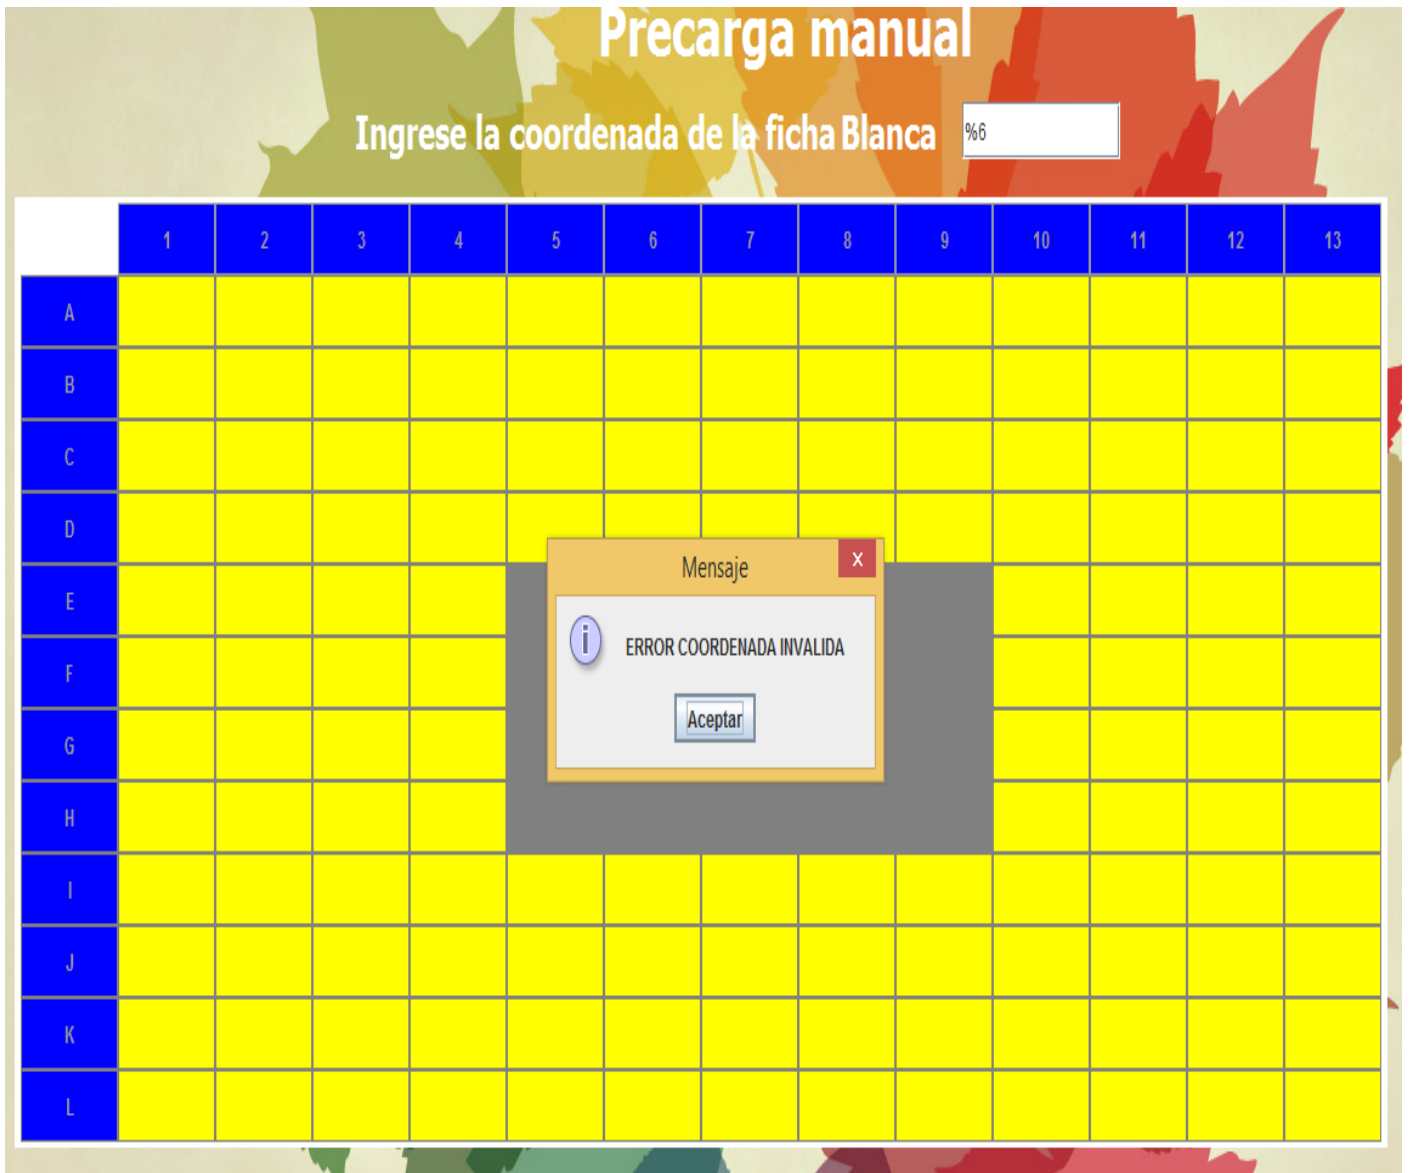 Precarga manual
Ingrese la coordenada de la ficha Blanca %6
1 2 3 4 5 6 7 8 9 10 11 12 13
A
B
C
D
Mensaje x
E
i ERROR COORDENADA INVALIDA
F
Aceptar
G
H
I
J
K
L